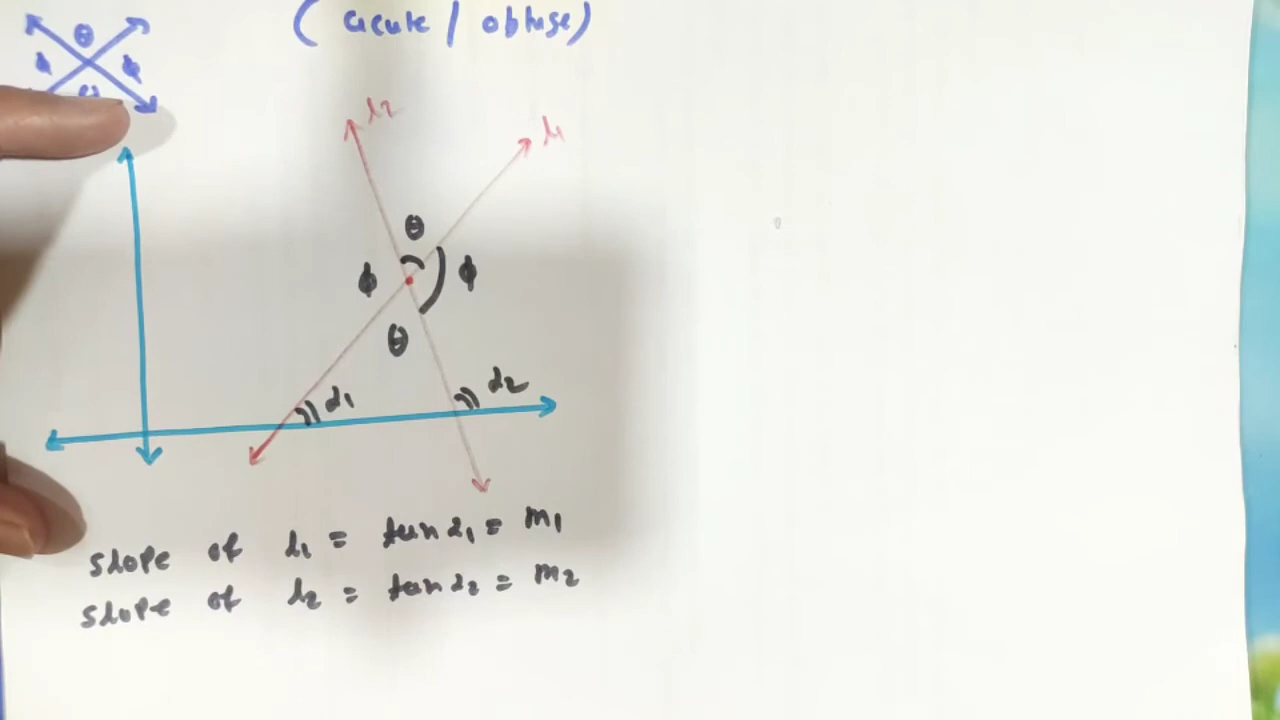 (acute / obtuse)
θ
ϕ ϕ
l2 l1
θ
ϕ ϕ
θ
α1 α2
slope of l1 = tan α1 = m1
slope of l2 = tan α2 = m2